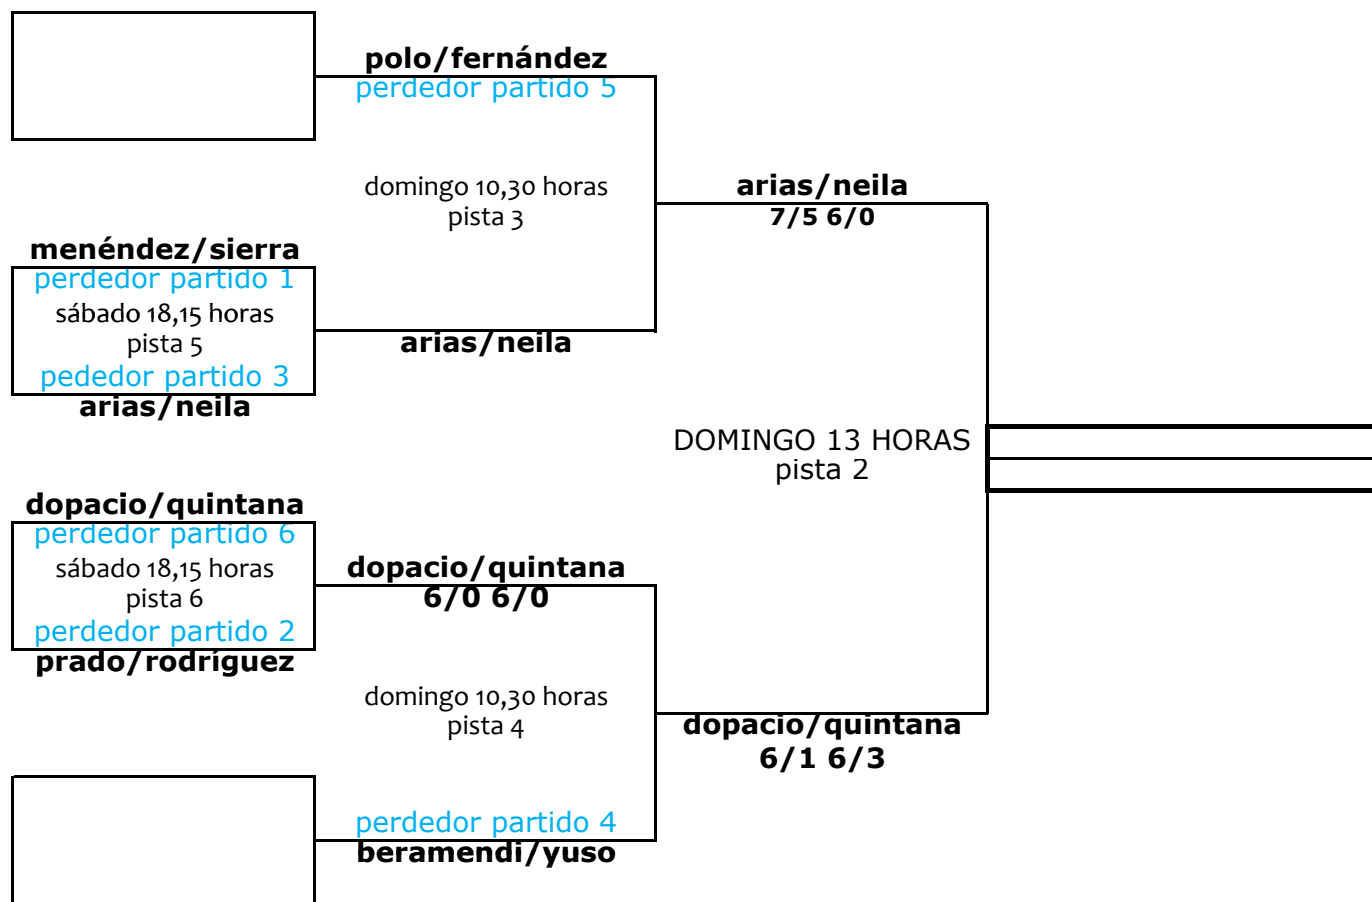 polo/fernández
perdedor partido 5
domingo 10,30 horas
pista 3
arias/neila
7/5 6/0
menéndez/sierra
perdedor partido 1
sábado 18,15 horas
pista 5
pededor partido 3
arias/neila
arias/neila
DOMINGO 13 HORAS
pista 2
dopacio/quintana
perdedor partido 6
sábado 18,15 horas
pista 6
perdedor partido 2
prado/rodríguez
dopacio/quintana
6/0 6/0
domingo 10,30 horas
pista 4
dopacio/quintana
6/1 6/3
perdedor partido 4
beramendi/yuso